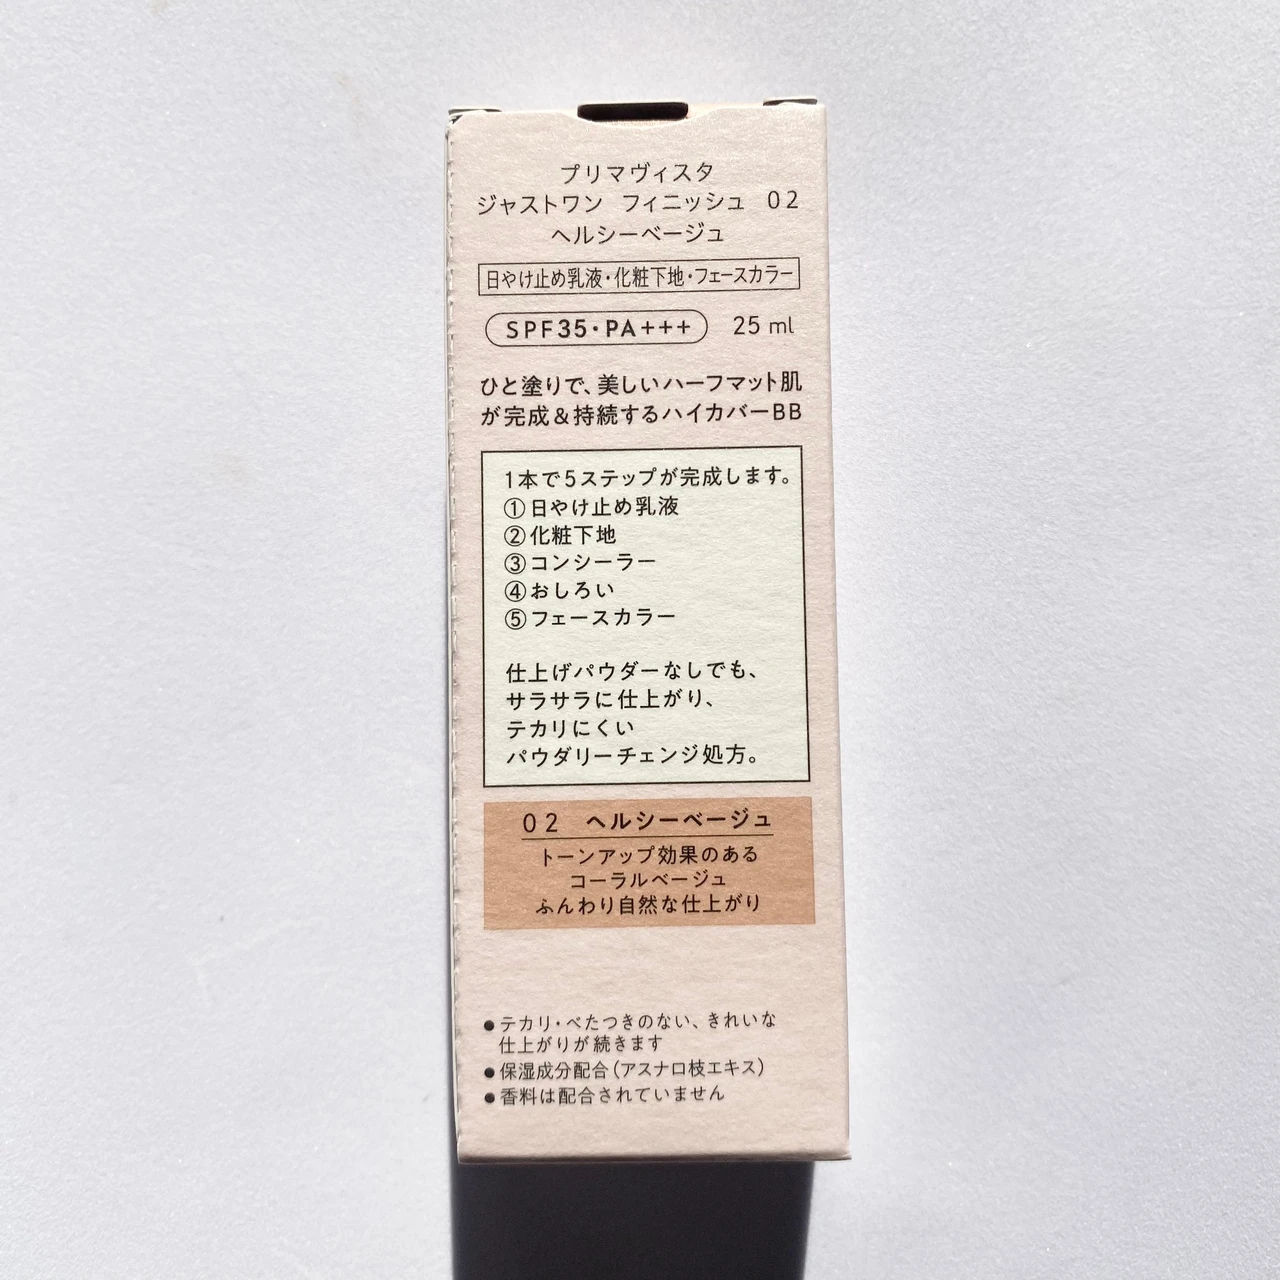 プリマヴィスタ
ジャストワン フィニッシュ 02
ヘルシーベージュ
日やけ止め乳液・化粧下地・フェースカラー
SPF35・PA+++ 25 ml
ひと塗りで、美しいハーフマット肌
が完成&持続するハイカバーBB
1本で5ステップが完成します。
①日やけ止め乳液
②化粧下地
③コンシーラー
④おしろい
⑤フェースカラー
仕上げパウダーなしでも、
サラサラに仕上がり、
テカリにくい
パウダリーチェンジ処方。
02 ヘルシーベージュ
トーンアップ効果のある
コーラルベージュ
ふんわり自然な仕上がり
●テカリ・べたつきのない、きれいな
仕上がりが続きます
●保湿成分配合(アスナロ枝エキス)
●香料は配合されていません